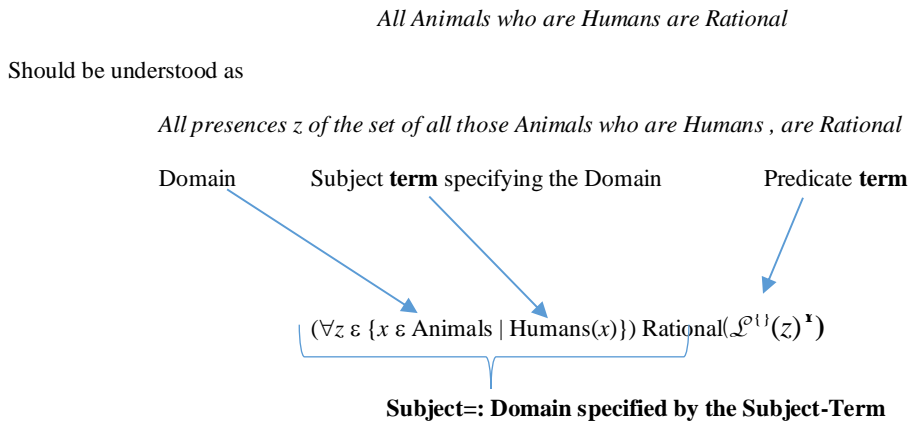 All Animals who are Humans are Rational
Should be understood as
All presences z of the set of all those Animals who are Humans , are Rational
Domain Subject term specifying the Domain Predicate term
(∀z ε {x ε Animals | Humans(x)}) Rational(ℒ{}(z)¹)
Subject=: Domain specified by the Subject-Term